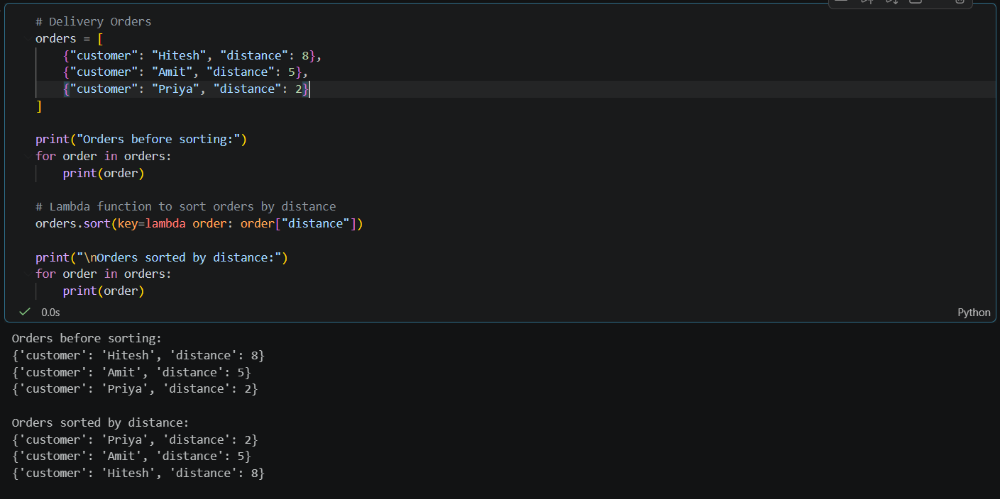 # Delivery Orders
orders = [
    {"customer": "Hitesh", "distance": 8},
    {"customer": "Amit", "distance": 5},
    {"customer": "Priya", "distance": 2}
]
print("Orders before sorting:")
for order in orders:
    print(order)
# Lambda function to sort orders by distance
orders.sort(key=lambda order: order["distance"])
print("\nOrders sorted by distance:")
for order in orders:
    print(order)
0.0s Python
Orders before sorting:
{'customer': 'Hitesh', 'distance': 8}
{'customer': 'Amit', 'distance': 5}
{'customer': 'Priya', 'distance': 2}
Orders sorted by distance:
{'customer': 'Priya', 'distance': 2}
{'customer': 'Amit', 'distance': 5}
{'customer': 'Hitesh', 'distance': 8}